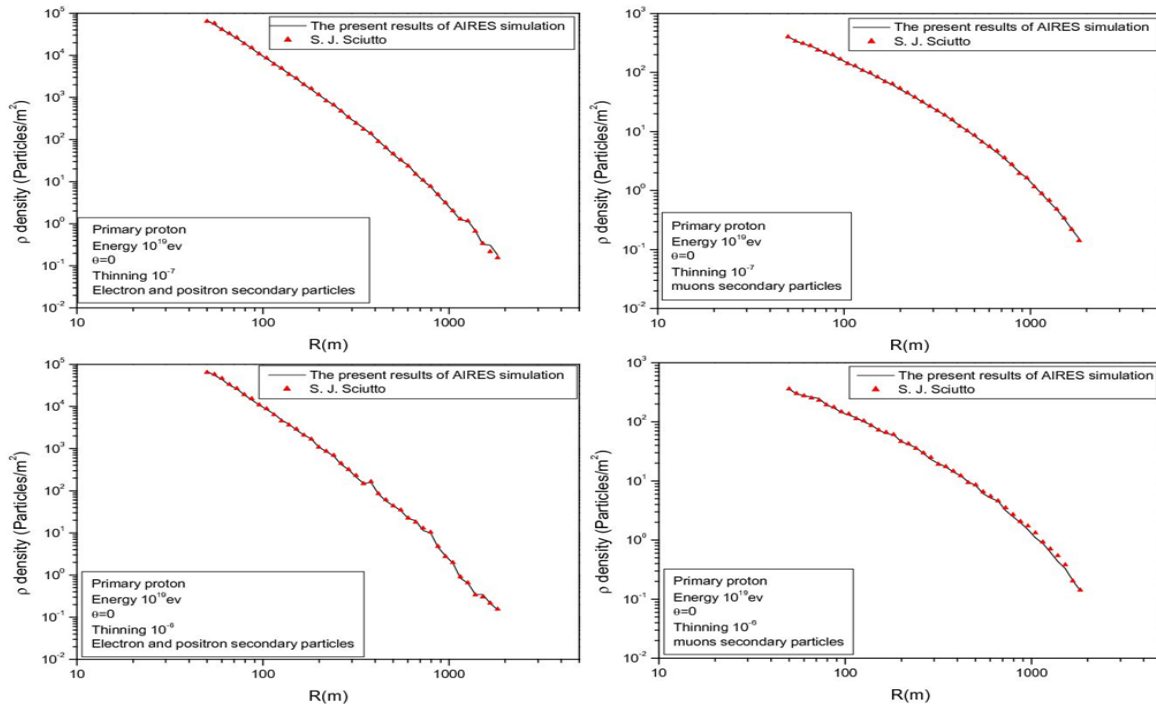 The present results of AIRES simulation
S. J. Sciutto
10⁵
10⁴
10³
10²
10¹
10⁰
10⁻¹
10⁻²
ρ density (Particles/m²)
Primary proton
Energy 10¹⁹ev
θ=0
Thinning 10⁻⁷
Electron and positron secondary particles
10 100 1000
R(m)
The present results of AIRES simulation
S. J. Sciutto
10³
10²
10¹
10⁰
10⁻¹
10⁻²
ρ density (Particles/m²)
Primary proton
Energy 10¹⁹ev
θ=0
Thinning 10⁻⁷
muons secondary particles
10 100 1000
R(m)
The present results of AIRES simulation
S. J. Sciutto
10⁵
10⁴
10³
10²
10¹
10⁰
10⁻¹
10⁻²
ρ density (Particles/m²)
Primary proton
Energy 10¹⁹ev
θ=0
Thinning 10⁻⁶
Electron and positron secondary particles
10 100 1000
R(m)
The present results of AIRES simulation
S. J. Sciutto
10³
10²
10¹
10⁰
10⁻¹
10⁻²
ρ density (Particles/m²)
Primary proton
Energy 10¹⁹ev
θ=0
Thinning 10⁻⁶
muons secondary particles
10 100 1000
R(m)